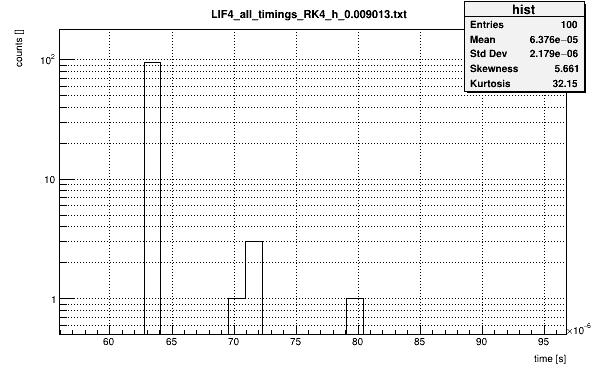 LIF4_all_timings_RK4_h_0.009013.txt
hist
Entries 100
Mean 6.376e−05
Std Dev 2.179e−06
Skewness 5.661
Kurtosis 32.15
counts []
10²
10
1
60 65 70 75 80 85 90 95
×10⁻⁶
time [s]